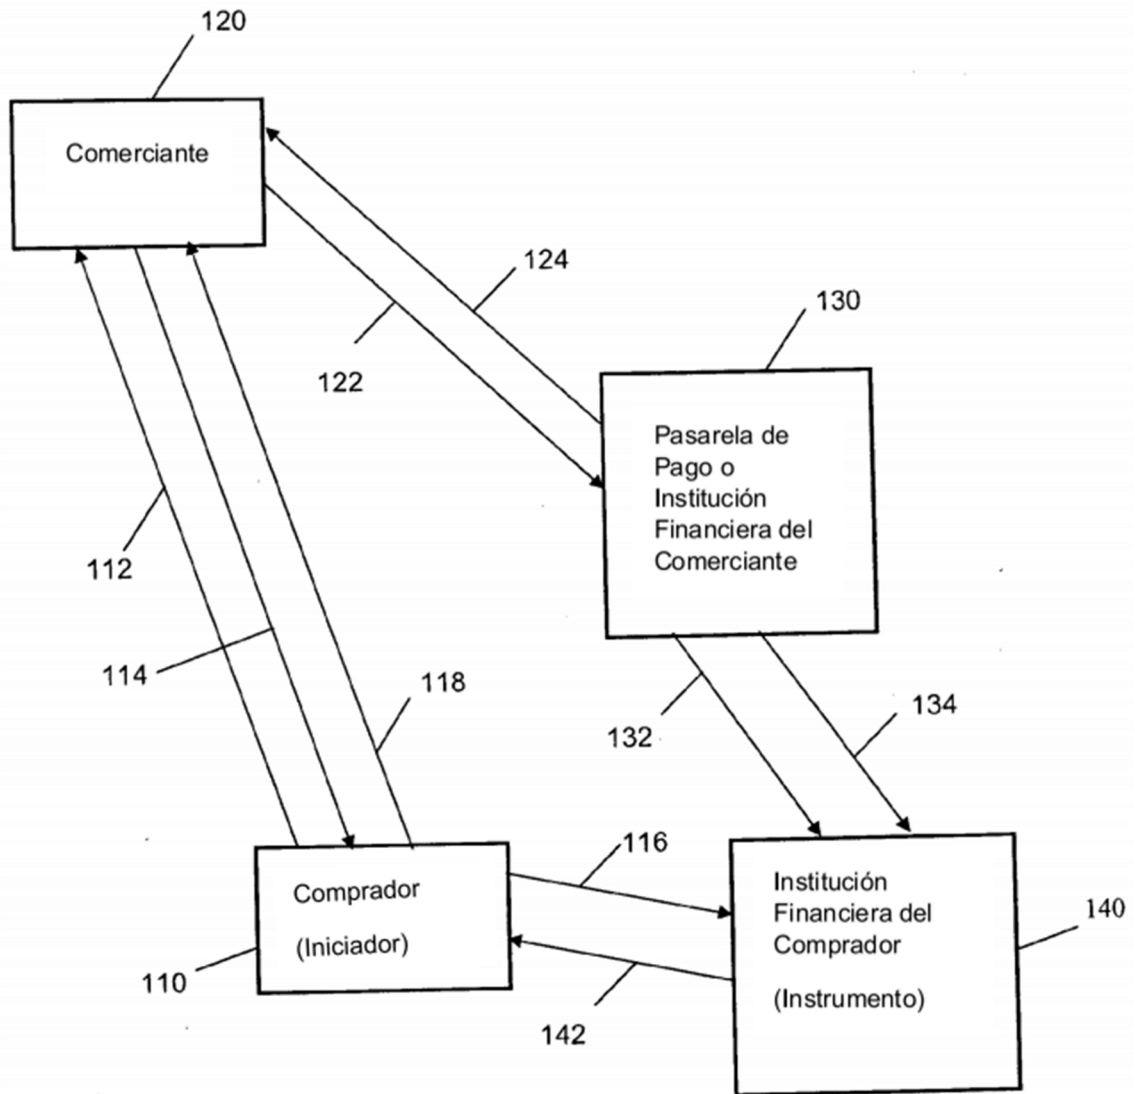 120
Comerciante
124
130
122
Pasarela de
Pago o
Institución
Financiera del
Comerciante
112
114
118
132
134
116
Comprador
(Iniciador)
Institución
Financiera del
Comprador
(Instrumento)
140
110
142